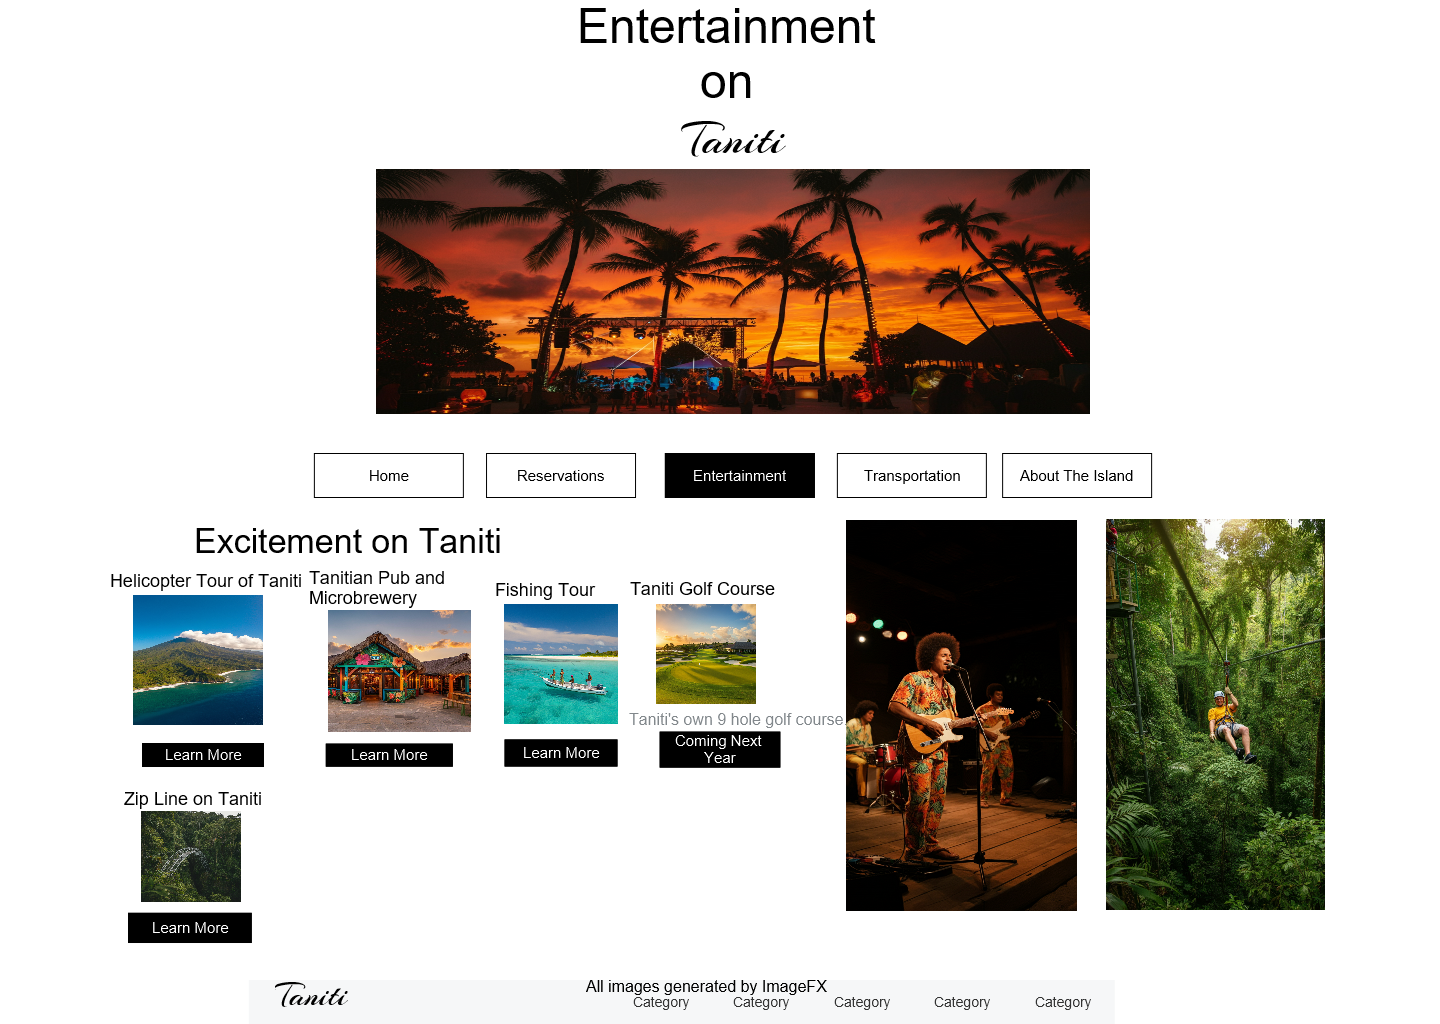 Entertainment
on
Taniti
Home
Reservations
Entertainment
Transportation
About The Island
Excitement on Taniti
Helicopter Tour of Taniti
Learn More
Tanitian Pub and
Microbrewery
Learn More
Fishing Tour
Learn More
Taniti Golf Course
Taniti's own 9 hole golf course.
Coming Next
Year
Zip Line on Taniti
Learn More
Taniti
All images generated by ImageFX
Category
Category
Category
Category
Category